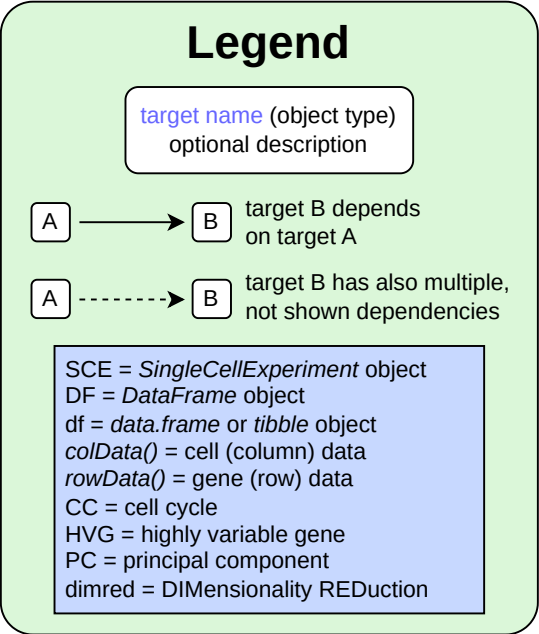 Legend
target name (object type)
optional description
A B target B depends
on target A
A B target B has also multiple,
not shown dependencies
SCE = SingleCellExperiment object
DF = DataFrame object
df = data.frame or tibble object
colData() = cell (column) data
rowData() = gene (row) data
CC = cell cycle
HVG = highly variable gene
PC = principal component
dimred = DIMensionality REDuction